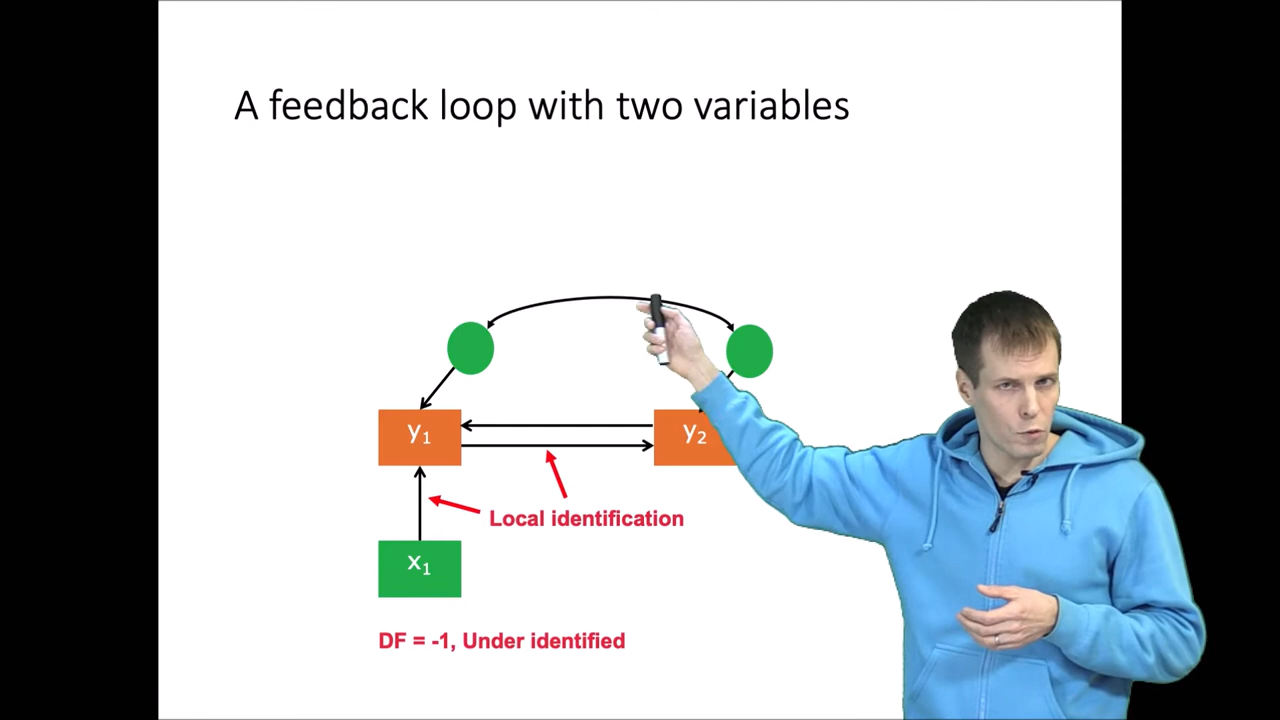 A feedback loop with two variables
y₁
y₂
Local identification
x₁
DF = -1, Under identified